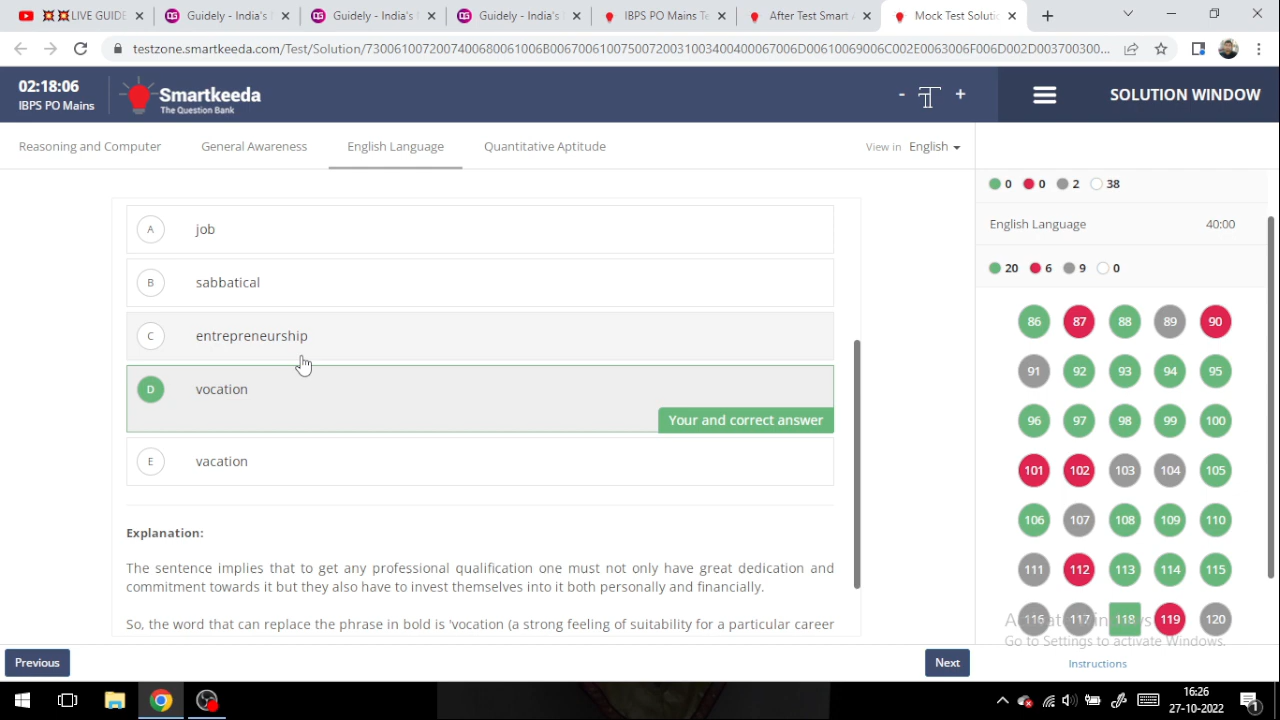 LIVE GUIDE
Guidely - India's
Guidely - India's
Guidely - India's
IBPS PO Mains Te
After Test Smart A
Mock Test Soluti
testzone.smartkeeda.com/Test/Solution/
02:18:06
IBPS PO Mains
Smartkeeda
The Question Bank
- T +
SOLUTION WINDOW
Reasoning and Computer
General Awareness
English Language
Quantitative Aptitude
View in English
0 0 2 38
English Language 40:00
20 6 9 0
A job
B sabbatical
C entrepreneurship
D vocation
Your and correct answer
E vacation
Explanation:
The sentence implies that to get any professional qualification one must not only have great dedication and
commitment towards it but they also have to invest themselves into it both personally and financially.
So, the word that can replace the phrase in bold is 'vocation (a strong feeling of suitability for a particular career
86 87 88 89 90
91 92 93 94 95
96 97 98 99 100
101 102 103 104 105
106 107 108 109 110
111 112 113 114 115
116 117 118 119 120
Activate Windows
Go to Settings to activate Windows.
Previous
Next
Instructions
16:26
27-10-2022
1